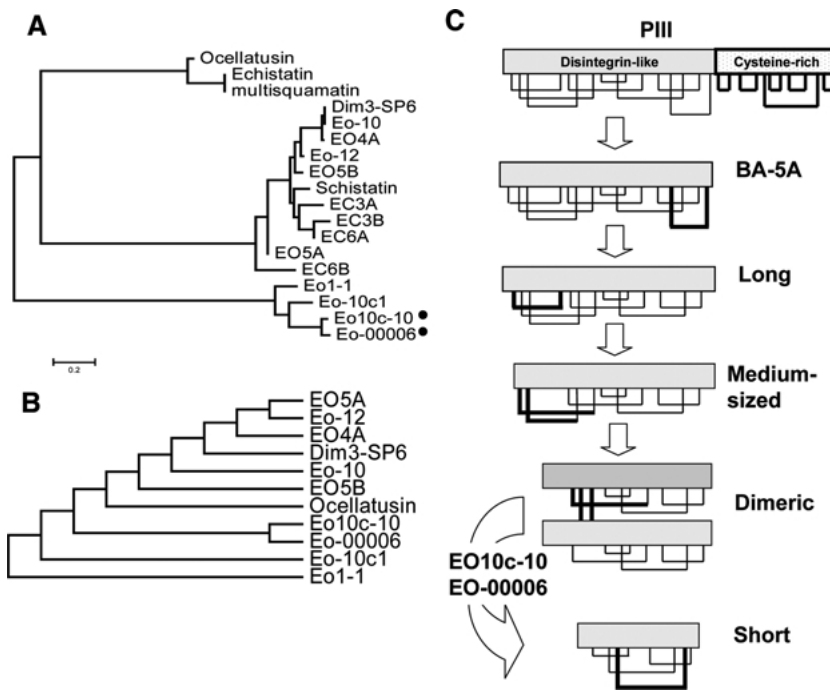 A
Ocellatusin
Echistatin
multisquamatin
Dim3-SP6
Eo-10
EO4A
Eo-12
EO5B
Schistatin
EC3A
EC3B
EC6A
EO5A
EC6B
Eo1-1
Eo-10c1
Eo10c-10
Eo-00006
0.2
B
EO5A
Eo-12
EO4A
Dim3-SP6
Eo-10
EO5B
Ocellatusin
Eo10c-10
Eo-00006
Eo-10c1
Eo1-1
C
PIII
Disintegrin-like
Cysteine-rich
BA-5A
Long
Medium-
sized
Dimeric
EO10c-10
EO-00006
Short